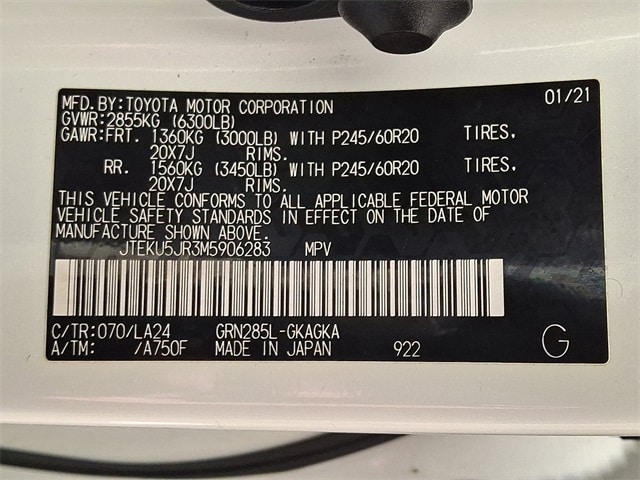 MFD.BY:TOYOTA MOTOR CORPORATION 01/21
GVWR:2855KG (6300LB)
GAWR:FRT. 1360KG (3000LB) WITH P245/60R20 TIRES.
20X7J RIMS.
RR. 1560KG (3450LB) WITH P245/60R20 TIRES.
20X7J RIMS.
THIS VEHICLE CONFORMS TO ALL APPLICABLE FEDERAL MOTOR
VEHICLE SAFETY STANDARDS IN EFFECT ON THE DATE OF
MANUFACTURE SHOWN ABOVE.
JTEKU5JR3M5906283 MPV
C/TR:070/LA24 GRN285L-GKAGKA
A/TM: /A750F MADE IN JAPAN 922 G